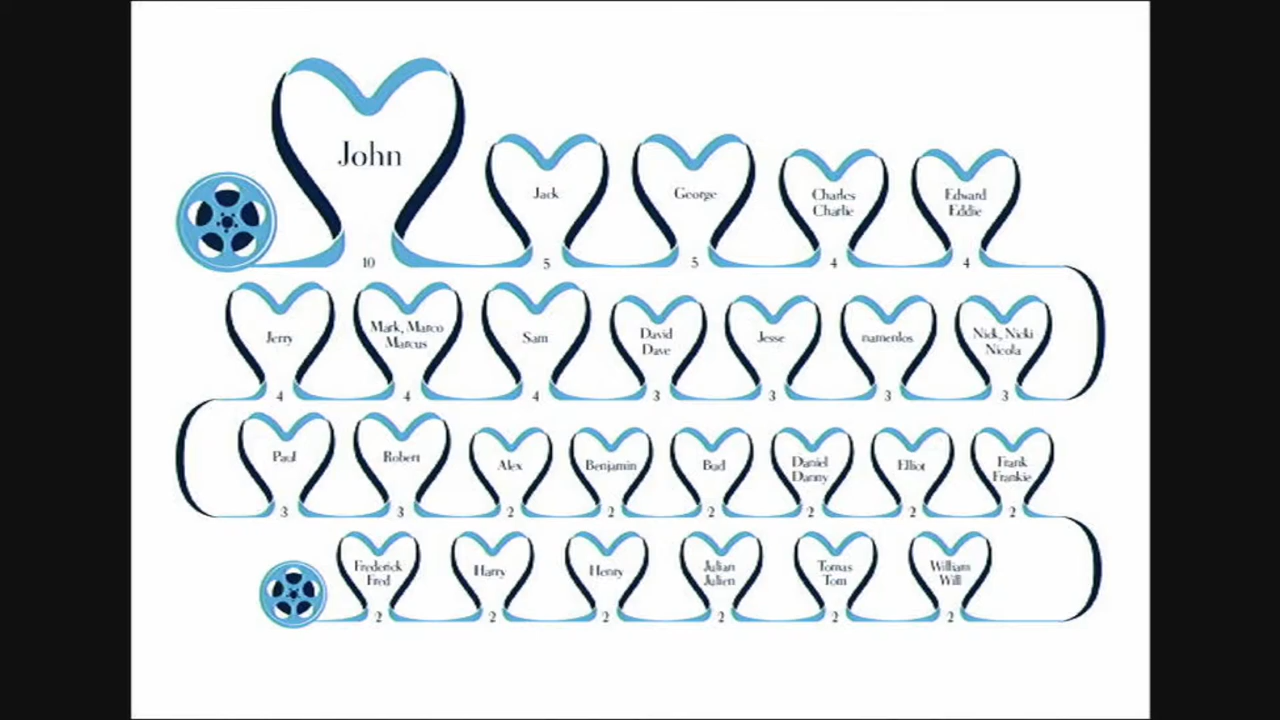 John
10
Jack
5
George
5
Charles
Charlie
4
Edward
Eddie
4
Jerry
4
Mark, Marco
Marcus
4
Sam
4
David
Dave
3
Jesse
3
namenlos
3
Nick, Nicki
Nicola
3
Paul
3
Robert
3
Alex
2
Benjamin
2
Bud
2
Daniel
Danny
2
Elliot
2
Frank
Frankie
2
Frederick
Fred
2
Harry
2
Henry
2
Julian
Julien
2
Tomas
Tom
2
William
Will
2